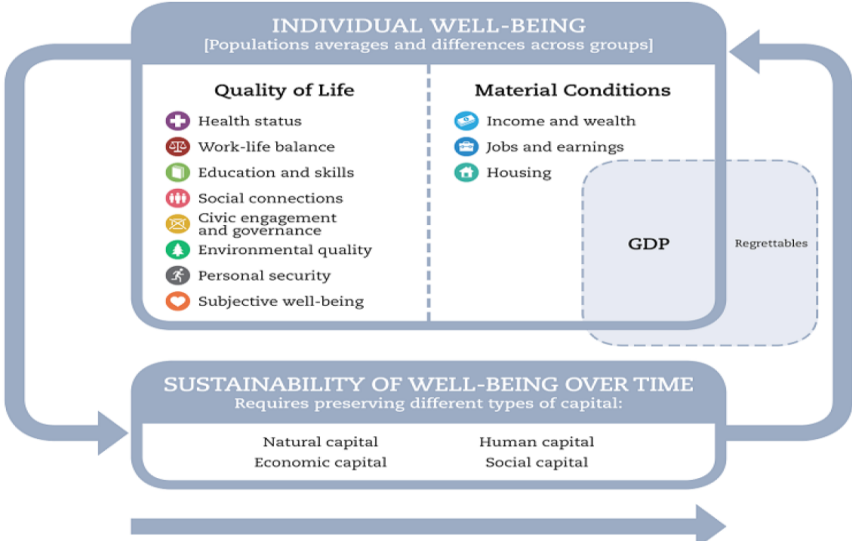 INDIVIDUAL WELL-BEING
[Populations averages and differences across groups]
Quality of Life
Health status
Work-life balance
Education and skills
Social connections
Civic engagement
and governance
Environmental quality
Personal security
Subjective well-being
Material Conditions
Income and wealth
Jobs and earnings
Housing
GDP
Regrettables
SUSTAINABILITY OF WELL-BEING OVER TIME
Requires preserving different types of capital:
Natural capital
Human capital
Economic capital
Social capital